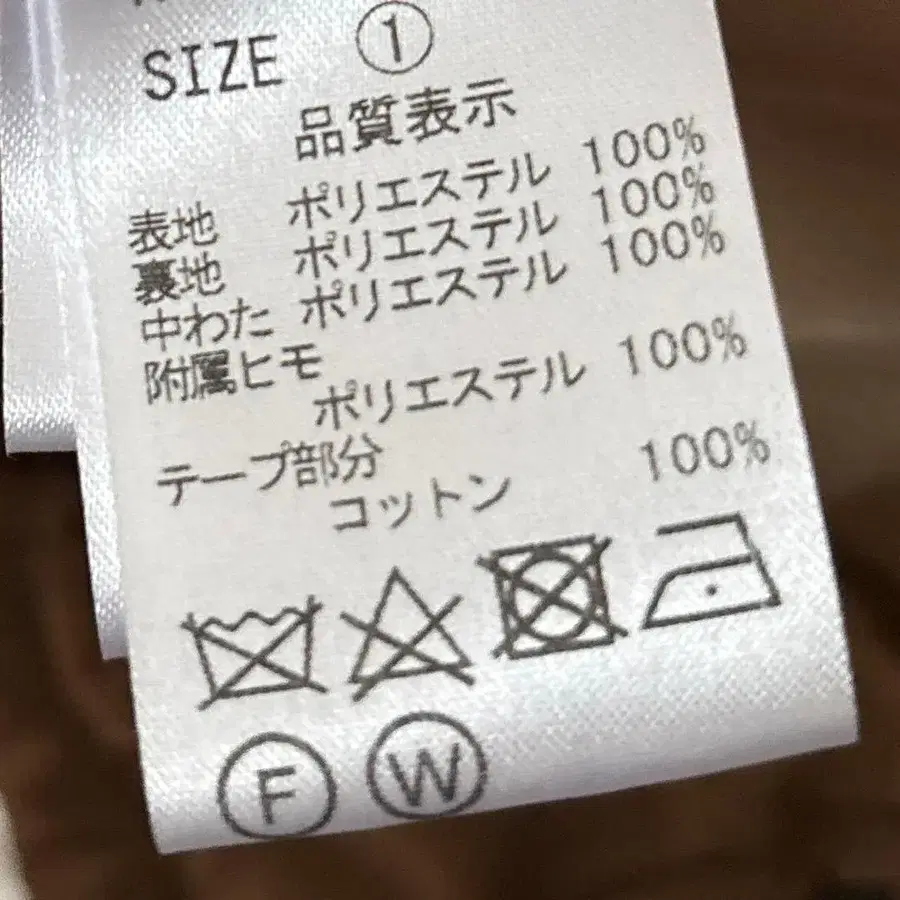 SIZE ①
品質表示
表地 ポリエステル 100%
裏地 ポリエステル 100%
中わた ポリエステル 100%
附属ヒモ
ポリエステル 100%
テープ部分
コットン 100%
F W